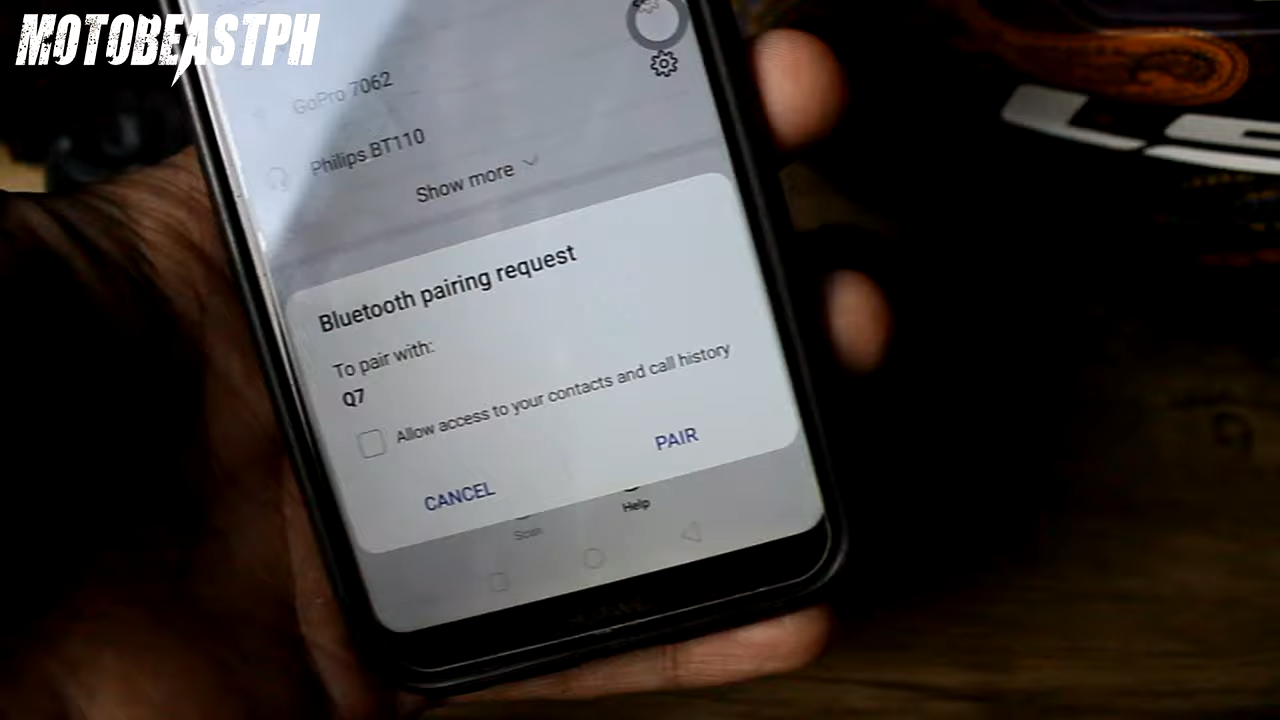 MOTOBEASTPH
GoPro 7062
Philips BT110
Show more
Bluetooth pairing request
To pair with:
Q7
Allow access to your contacts and call history
CANCEL
PAIR
Scan
Help